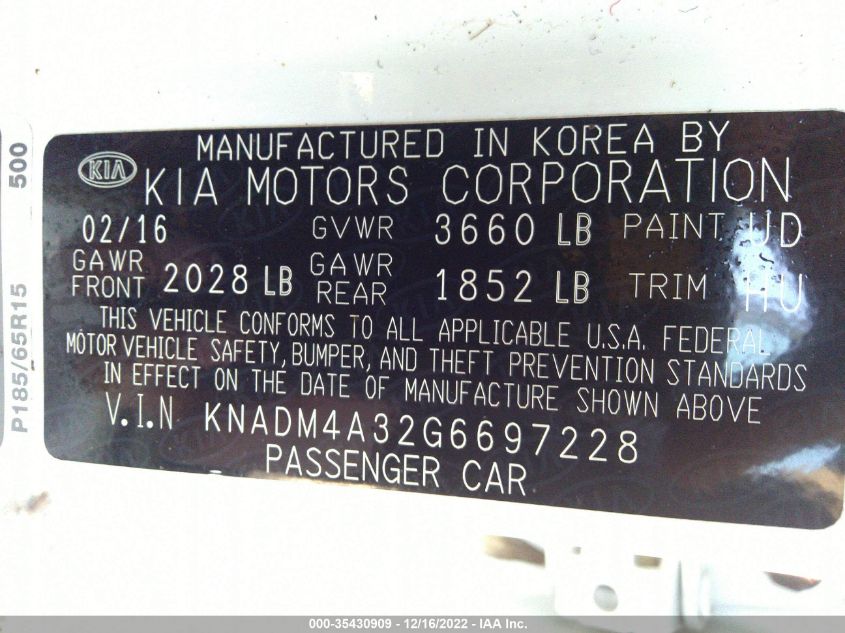 MANUFACTURED IN KOREA BY
KIA
KIA MOTORS CORPORATION
02/16 GVWR 3660 LB PAINT UD
GAWR FRONT 2028 LB GAWR REAR 1852 LB TRIM HU
THIS VEHICLE CONFORMS TO ALL APPLICABLE U.S.A. FEDERAL
MOTOR VEHICLE SAFETY, BUMPER, AND THEFT PREVENTION STANDARDS
IN EFFECT ON THE DATE OF MANUFACTURE SHOWN ABOVE
V.I.N KNADM4A32G6697228
PASSENGER CAR
P185/65R15 500
000-35430909 - 12/16/2022 - IAA Inc.